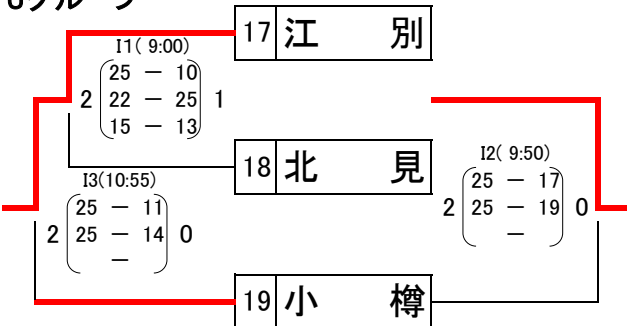 グループ
17 江 別
I1( 9:00)
2 25 － 10 1
22 － 25
15 － 13
18 北 見
I2( 9:50)
2 25 － 17 0
25 － 19
－
I3(10:55)
2 25 － 11 0
25 － 14
－
19 小 樽